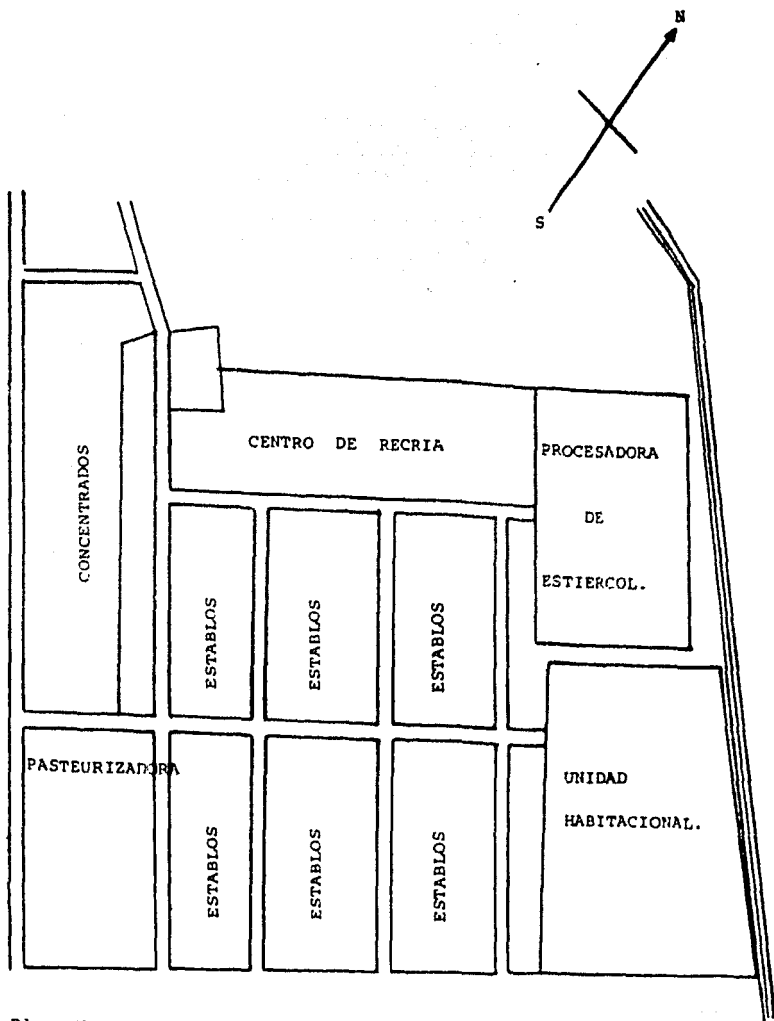 N
S
CENTRO DE RECRIA
PROCESADORA
DE
ESTIERCOL.
CONCENTRADOS
ESTABLOS
ESTABLOS
ESTABLOS
PASTEURIZADORA
UNIDAD
HABITACIONAL.
ESTABLOS
ESTABLOS
ESTABLOS